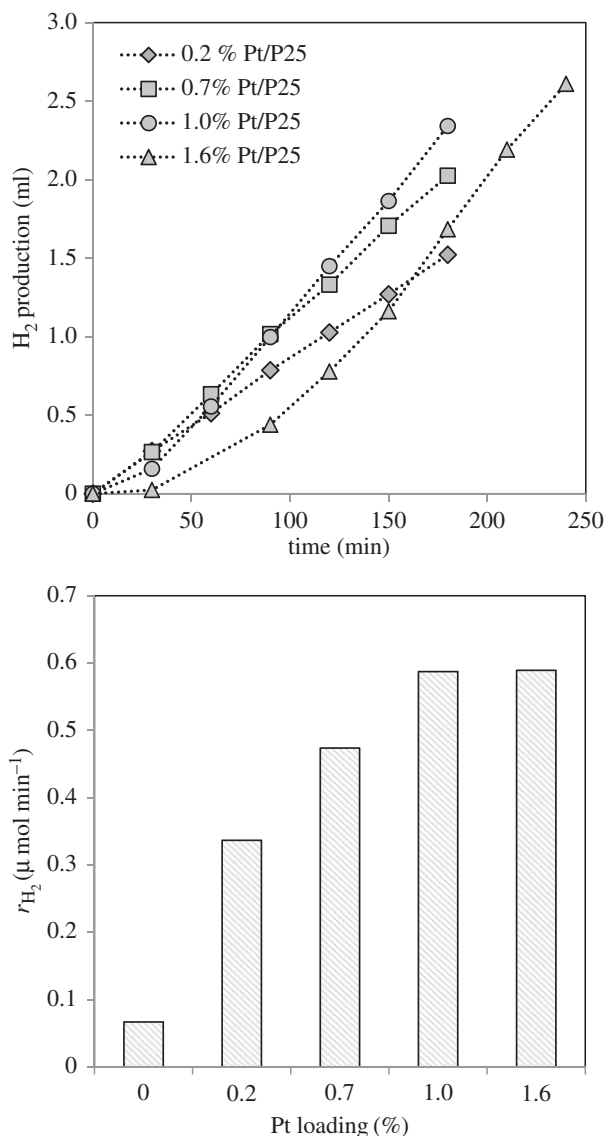 3.0
2.5
2.0
1.5
1.0
0.5
0
H₂ production (ml)
0.2 % Pt/P25
0.7% Pt/P25
1.0% Pt/P25
1.6% Pt/P25
0 50 100 150 200 250
time (min)
0.7
0.6
0.5
0.4
0.3
0.2
0.1
0
r_H₂ (μ mol min⁻¹)
0 0.2 0.7 1.0 1.6
Pt loading (%)